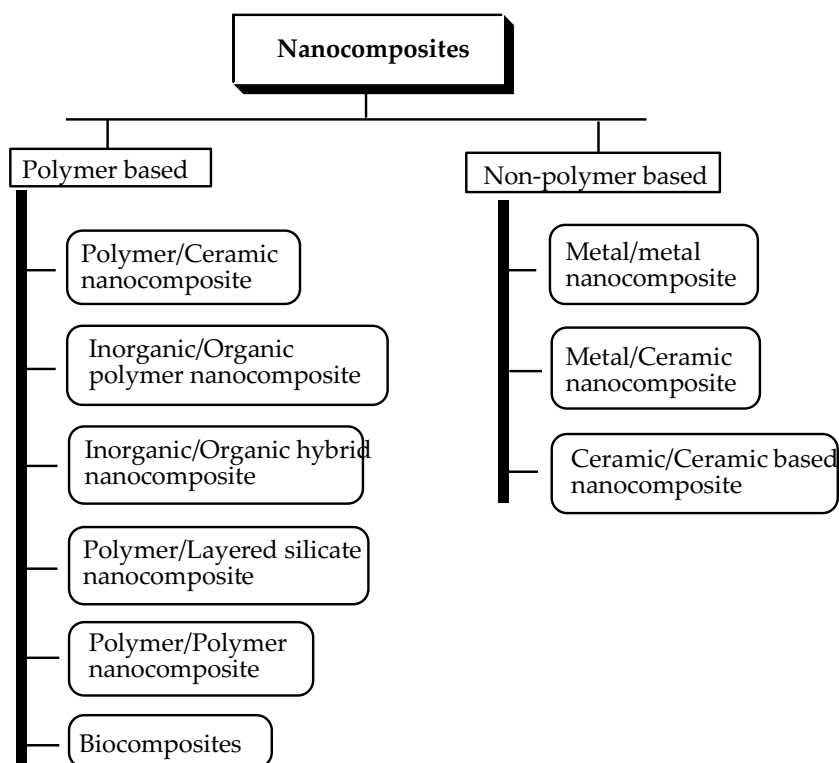 Nanocomposites
Polymer based
Polymer/Ceramic
nanocomposite
Inorganic/Organic
polymer nanocomposite
Inorganic/Organic hybrid
nanocomposite
Polymer/Layered silicate
nanocomposite
Polymer/Polymer
nanocomposite
Biocomposites
Non-polymer based
Metal/metal
nanocomposite
Metal/Ceramic
nanocomposite
Ceramic/Ceramic based
nanocomposite